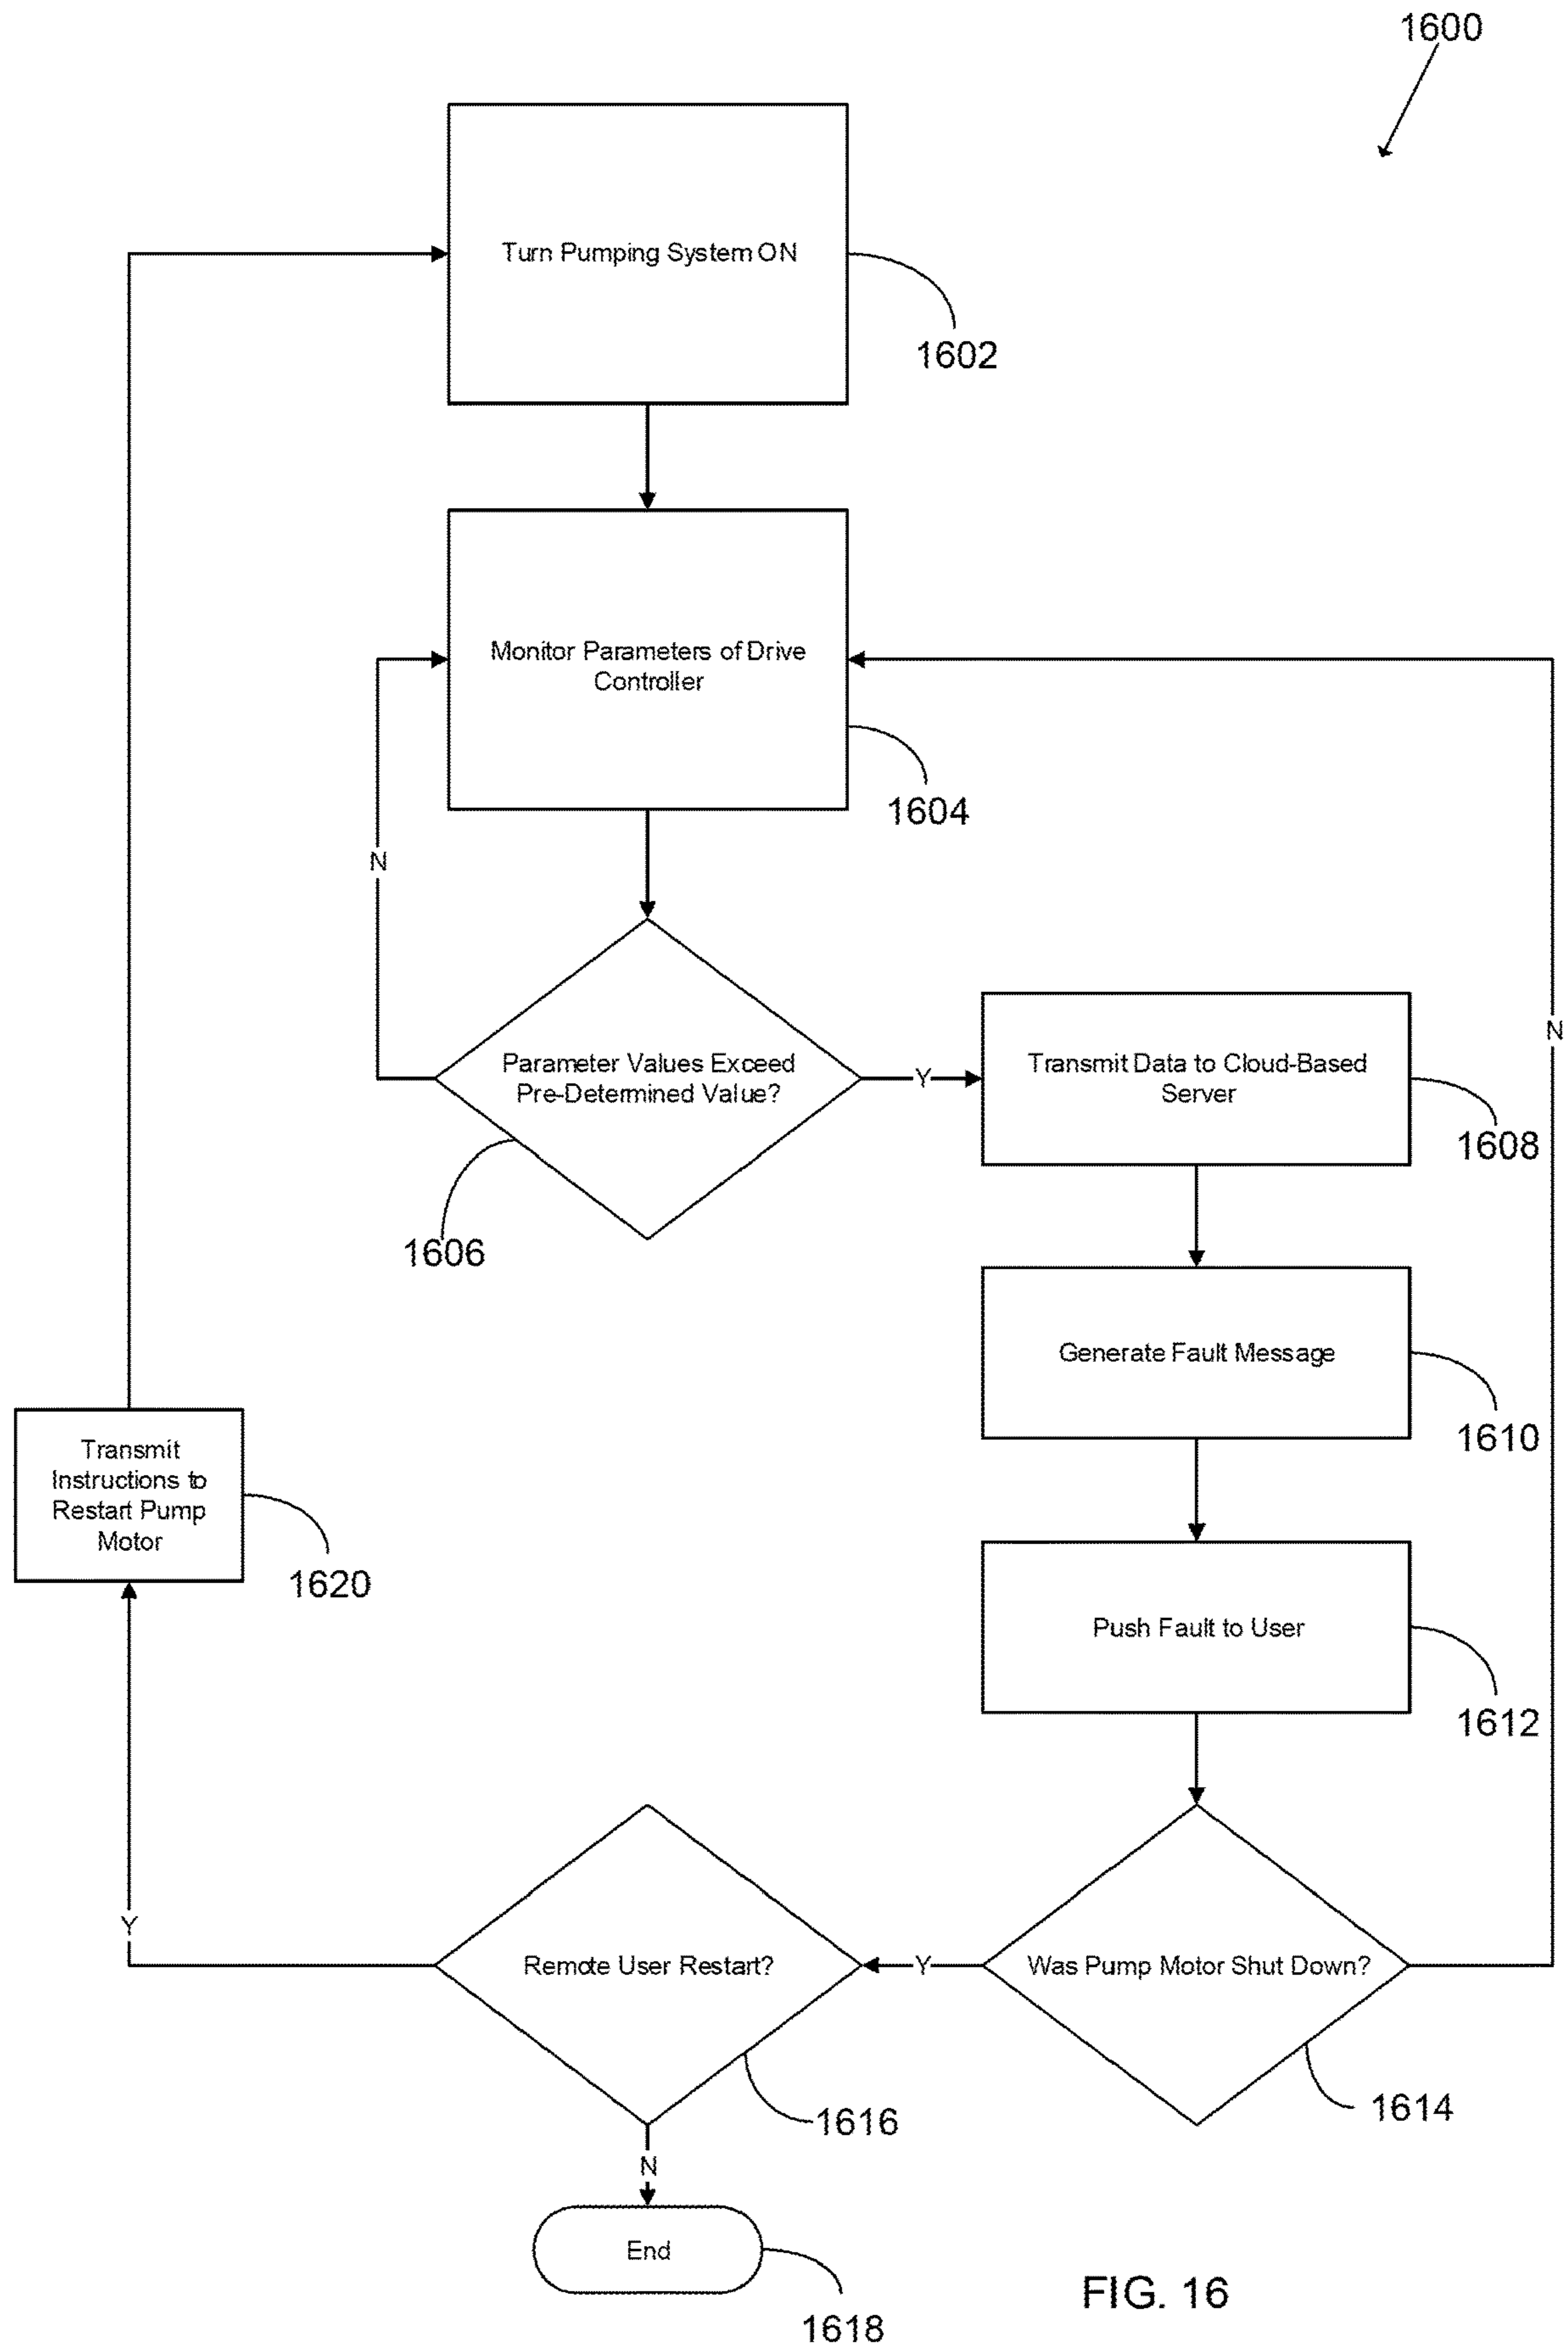 1600
Turn Pumping System ON
1602
Monitor Parameters of Drive
Controller
1604
N
N
Parameter Values Exceed
Pre-Determined Value?
Y
Transmit Data to Cloud-Based
Server
1608
1606
Generate Fault Message
1610
Transmit
Instructions to
Restart Pump
Motor
1620
Push Fault to User
1612
Y
Remote User Restart?
Y
Was Pump Motor Shut Down?
1616
1614
N
End
1618
FIG. 16